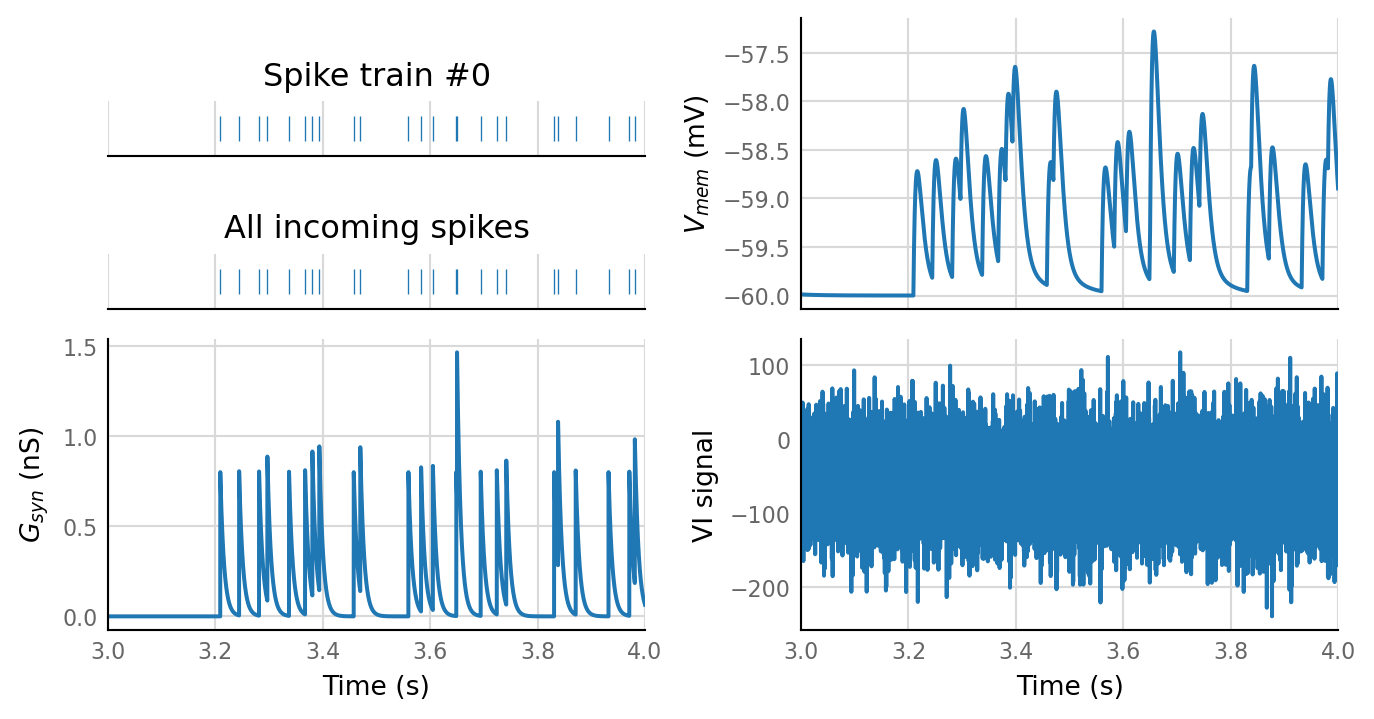 Spike train #0
All incoming spikes
1.5
1.0
0.5
0.0
G_syn (nS)
3.0 3.2 3.4 3.6 3.8 4.0
Time (s)
−57.5
−58.0
−58.5
−59.0
−59.5
−60.0
V_mem (mV)
100
0
−100
−200
VI signal
3.0 3.2 3.4 3.6 3.8 4.0
Time (s)